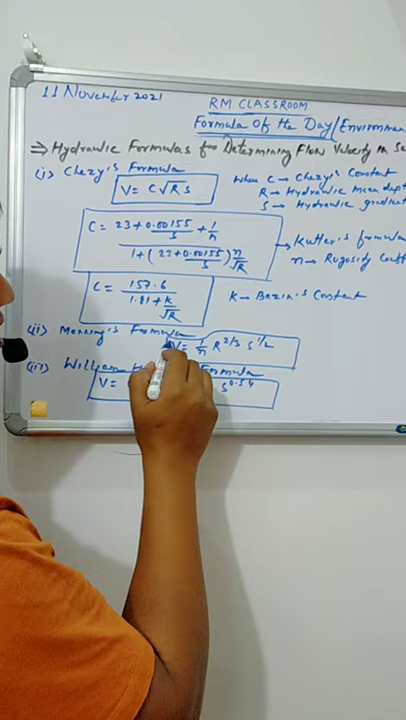 11 November 2021
RM CLASSROOM
Formula Of the Day/Environmen
⇒ Hydraulic Formulas for Determining Flow Velocity in Se
(i) Chezy's Formula
V = C√RS
When C → Chezy's Constant
R → Hydraulic mean dept
S → Hydraulic gradien
C = (23 + 0.00155/S + 1/n) / (1 + (23 + 0.00155/S) n/√R)
→ Kutter's formula
n → Rugosity Coeff
C = 157.6 / (1.81 + K/√R)
K → Bazin's Constant
(ii) Manning's Formula
V = 1/n R^2/3 S^1/2
(iii) William Formula
V = S^0.54